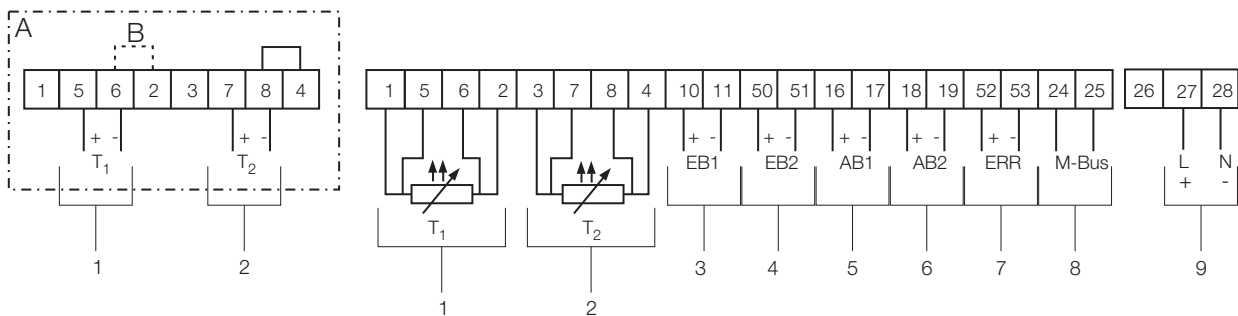 A
B
1 5 6 2 3 7 8 4
+ - + -
T1 T2
1 2
1 5 6 2 3 7 8 4 10 11 50 51 16 17 18 19 52 53 24 25 26 27 28
+ - + - + - + - + -
EB1 EB2 AB1 AB2 ERR M-Bus L N
+ -
T1 T2
3 4 5 6 7 8 9
1 2